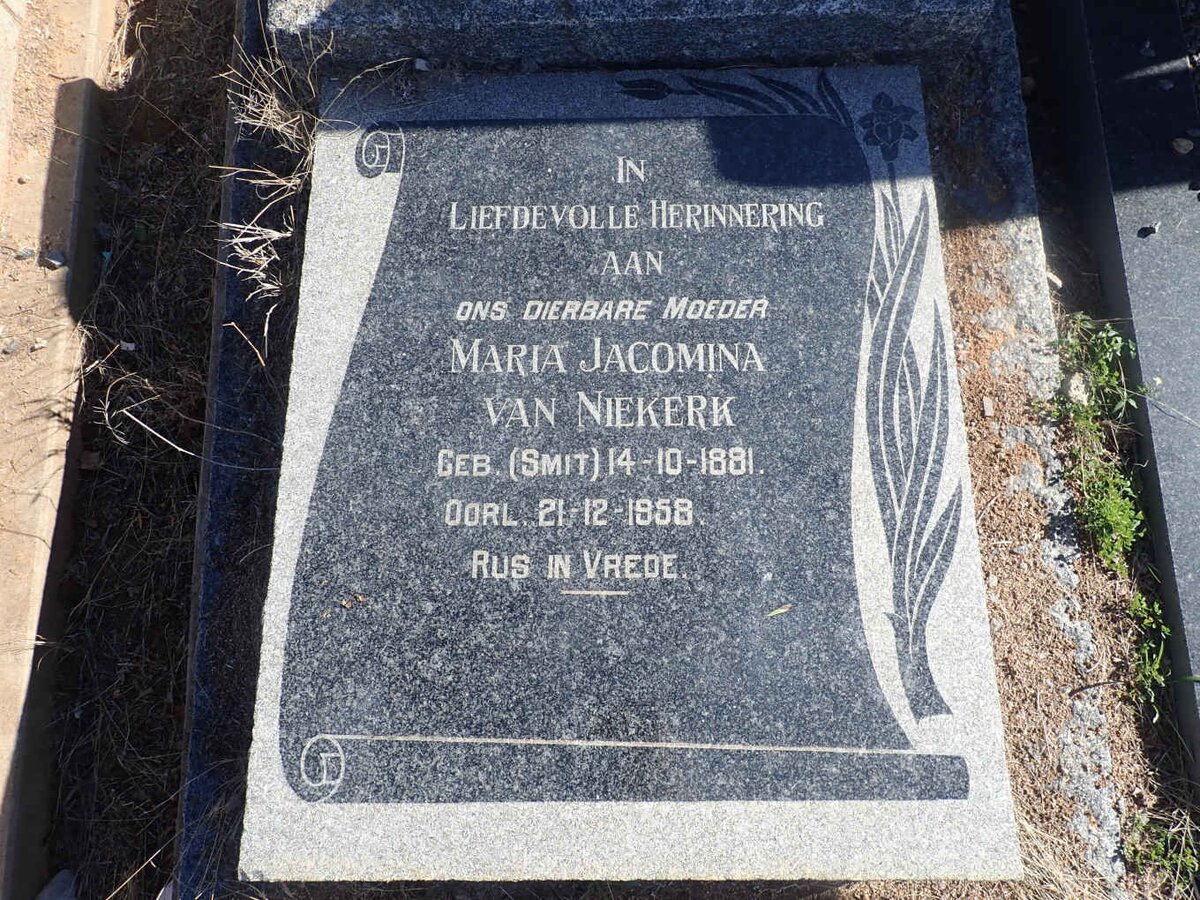 In
Liefdevolle Herinnering
aan
ons dierbare Moeder
Maria Jacomina
van Niekerk
Geb. (Smit) 14-10-1881.
Oorl. 21-12-1958.
Rus in Vrede.